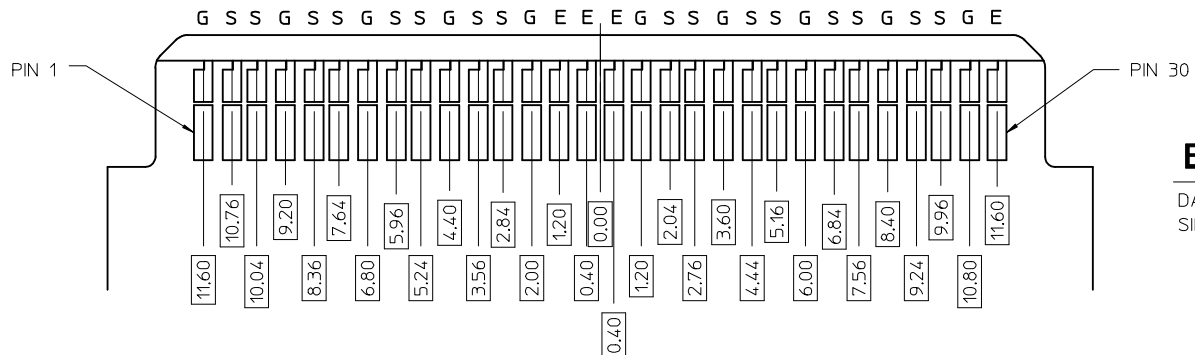 G S S G S S G S S G S S G E E E G S S G S S G S S G S S G E
PIN 1
PIN 30
E
DA
SI
10.76 9.20 7.64 5.96 4.40 2.84 1.20 0.00 2.04 3.60 5.16 6.84 8.40 9.96 11.60
11.60 10.04 8.36 6.80 5.24 3.56 2.00 0.40 1.20 2.76 4.44 6.00 7.56 9.24 10.80
0.40